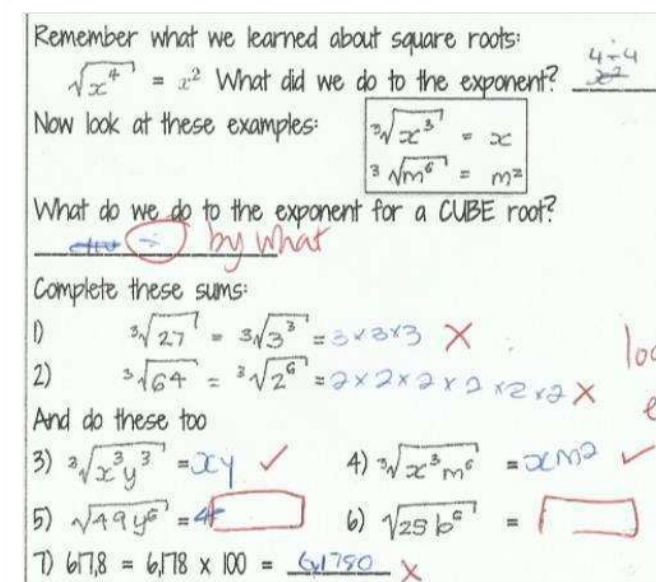 Remember what we learned about square roots:
√x⁴ = x² What did we do to the exponent? 4÷4
Now look at these examples: ³√x³ = x
³√m⁶ = m²
What do we do to the exponent for a CUBE root?
÷ by what
Complete these sums:
1) ³√27 = ³√3³ = 3×3×3 ✗
2) ³√64 = ³√2⁶ = 2×2×2×2×2×2 ✗
And do these too
3) ³√x³y³ = xy ✓ 4) ³√x³m⁶ = xm² ✓
5) √49y⁶ = 6) √25b⁶ =
7) 617,8 = 6,178 × 100 = 6,1780 ✗